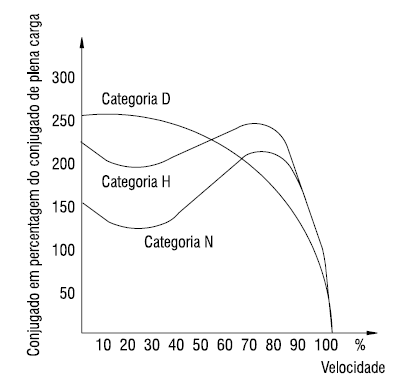 Conjugado em percentagem do conjugado de plena carga
300
250
200
150
100
50
Categoria D
Categoria H
Categoria N
10 20 30 40 50 60 70 80 90 100 %
Velocidade